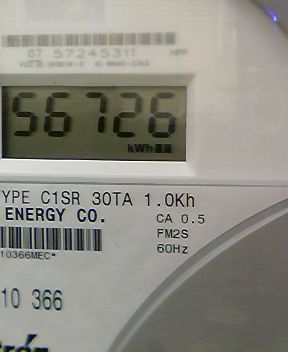 07 57245311
56726
kWh
TYPE C1SR 30TA 1.0Kh
ENERGY CO.
CA 0.5
FM2S
60Hz
10366MEC*
10 366